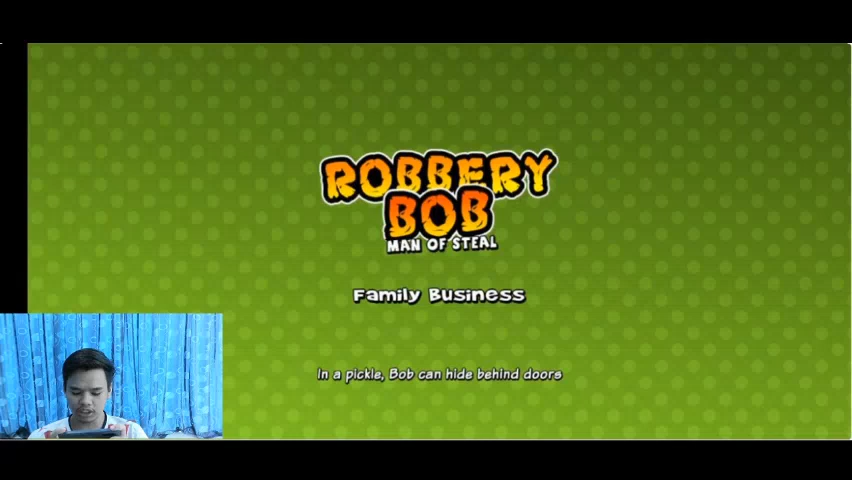 ROBBERY
BOB
MAN OF STEAL
Family Business
In a pickle, Bob can hide behind doors